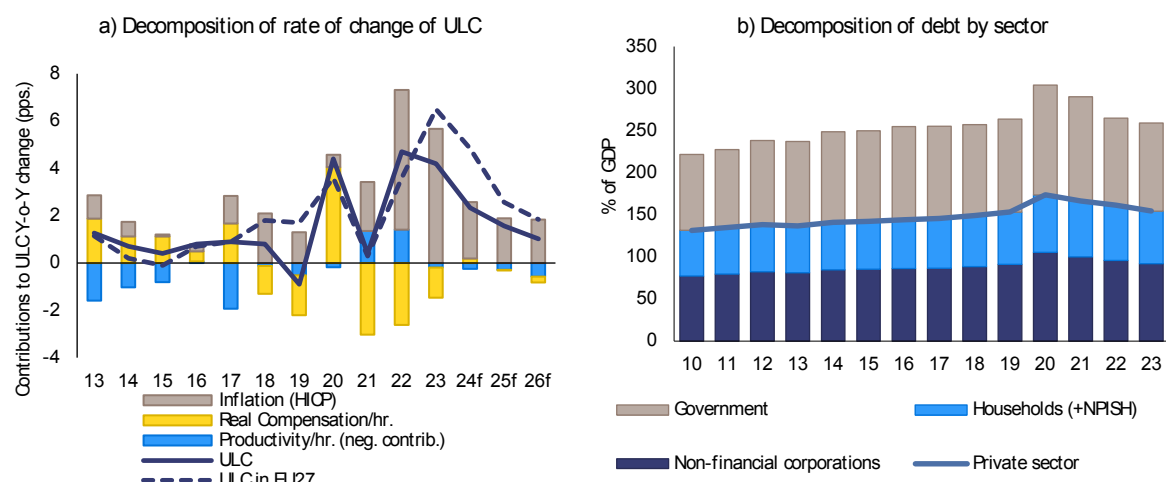 a) Decomposition of rate of change of ULC
Contributions to ULC Y-o-Y change (pps.)
8
6
4
2
0
-2
-4
13 14 15 16 17 18 19 20 21 22 23 24f 25f 26f
Inflation (HICP)
Real Compensation/hr.
Productivity/hr. (neg. contrib.)
ULC
ULC in EU27
b) Decomposition of debt by sector
% of GDP
350
300
250
200
150
100
50
0
10 11 12 13 14 15 16 17 18 19 20 21 22 23
Government
Households (+NPISH)
Non-financial corporations
Private sector